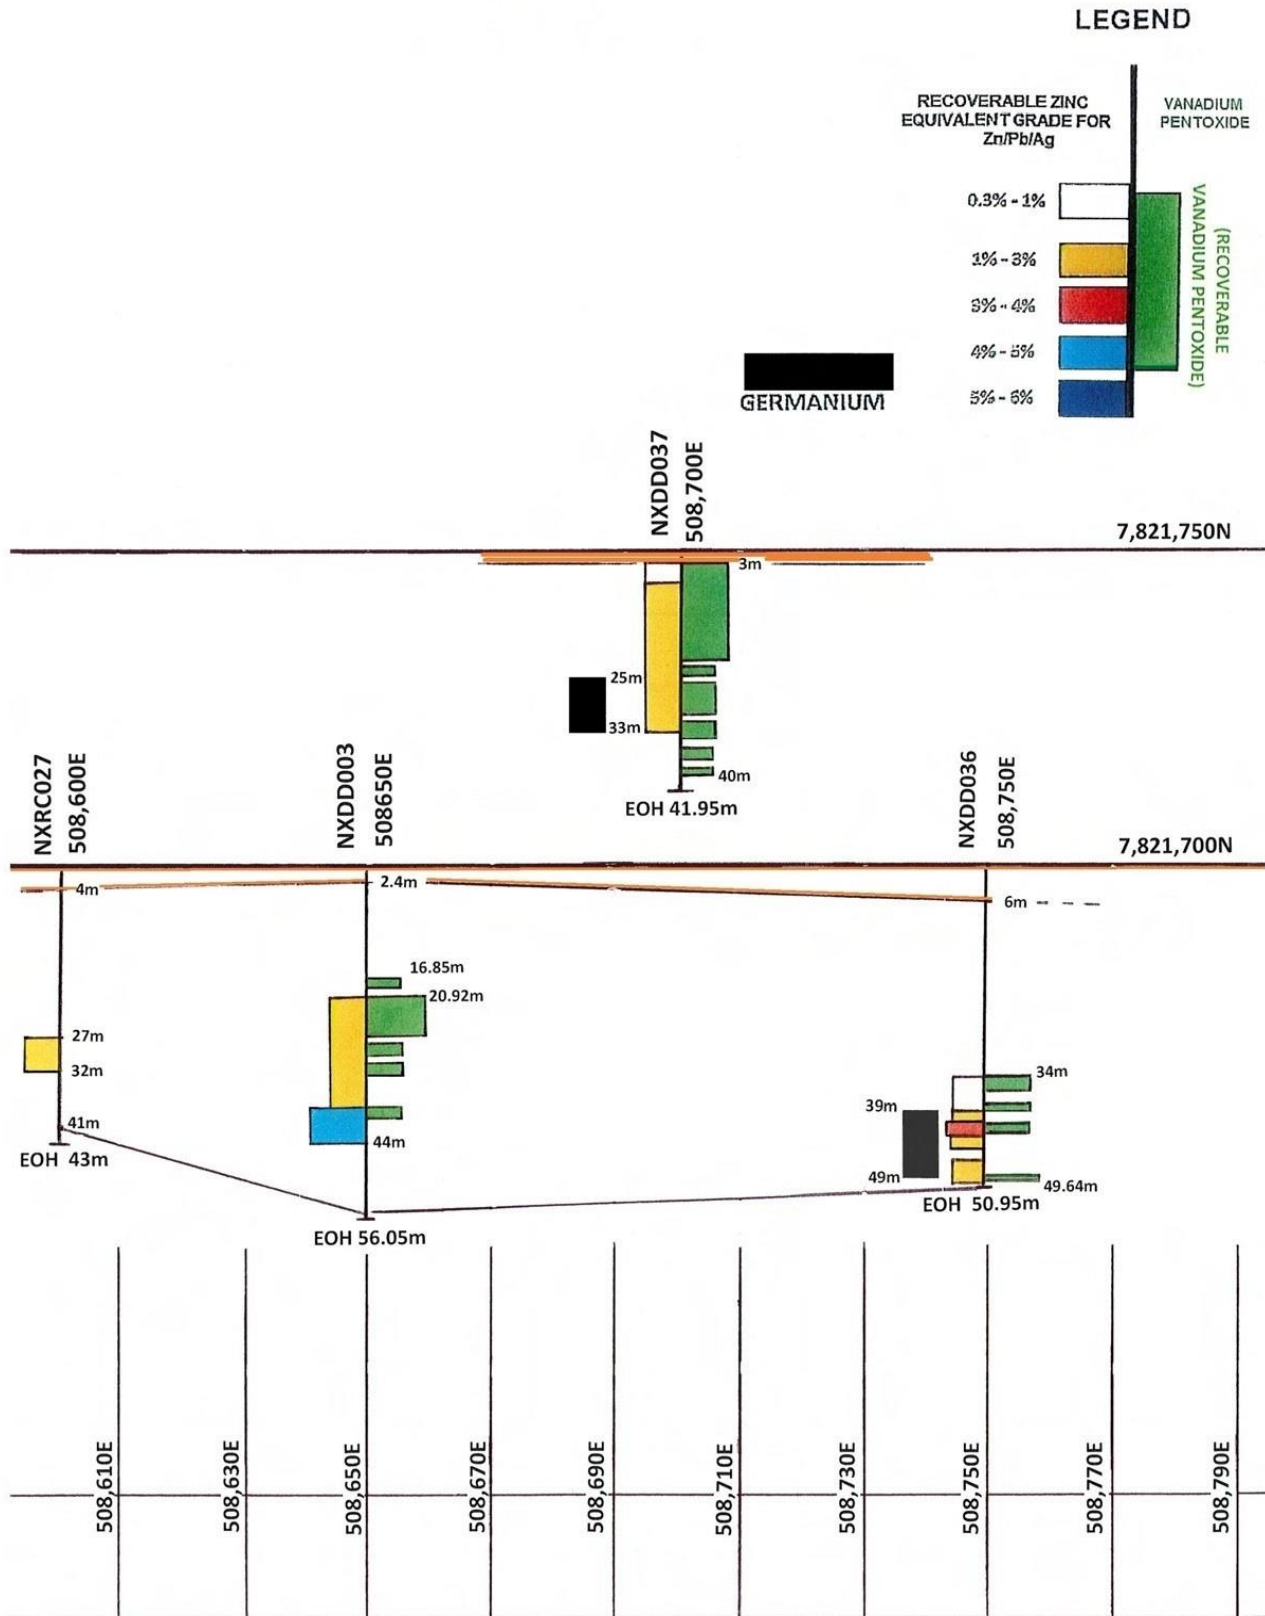 LEGEND
RECOVERABLE ZINC
EQUIVALENT GRADE FOR
Zn/Pb/Ag
VANADIUM
PENTOXIDE
0.3% - 1%
1% - 3%
3% - 4%
4% - 5%
5% - 6%
(RECOVERABLE
VANADIUM PENTOXIDE)
GERMANIUM
NXDD037
508,700E
7,821,750N
3m
25m
33m
40m
EOH 41.95m
NXRC027
508,600E
NXDD003
508650E
NXDD036
508,750E
7,821,700N
4m
2.4m
6m
16.85m
20.92m
27m
32m
34m
39m
41m
44m
49m
49.64m
EOH 43m
EOH 50.95m
EOH 56.05m
508,610E
508,630E
508,650E
508,670E
508,690E
508,710E
508,730E
508,750E
508,770E
508,790E